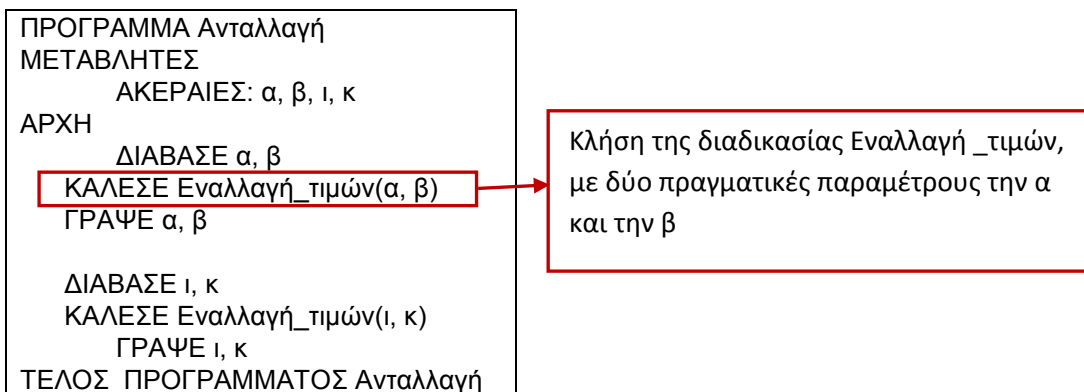 ΠΡΟΓΡΑΜΜΑ Ανταλλαγή
ΜΕΤΑΒΛΗΤΕΣ
ΑΚΕΡΑΙΕΣ: α, β, ι, κ
ΑΡΧΗ
ΔΙΑΒΑΣΕ α, β
ΚΑΛΕΣΕ Εναλλαγή_τιμών(α, β)
ΓΡΑΨΕ α, β
ΔΙΑΒΑΣΕ ι, κ
ΚΑΛΕΣΕ Εναλλαγή_τιμών(ι, κ)
ΓΡΑΨΕ ι, κ
ΤΕΛΟΣ ΠΡΟΓΡΑΜΜΑΤΟΣ Ανταλλαγή
Κλήση της διαδικασίας Εναλλαγή _τιμών,
με δύο πραγματικές παραμέτρους την α
και την β